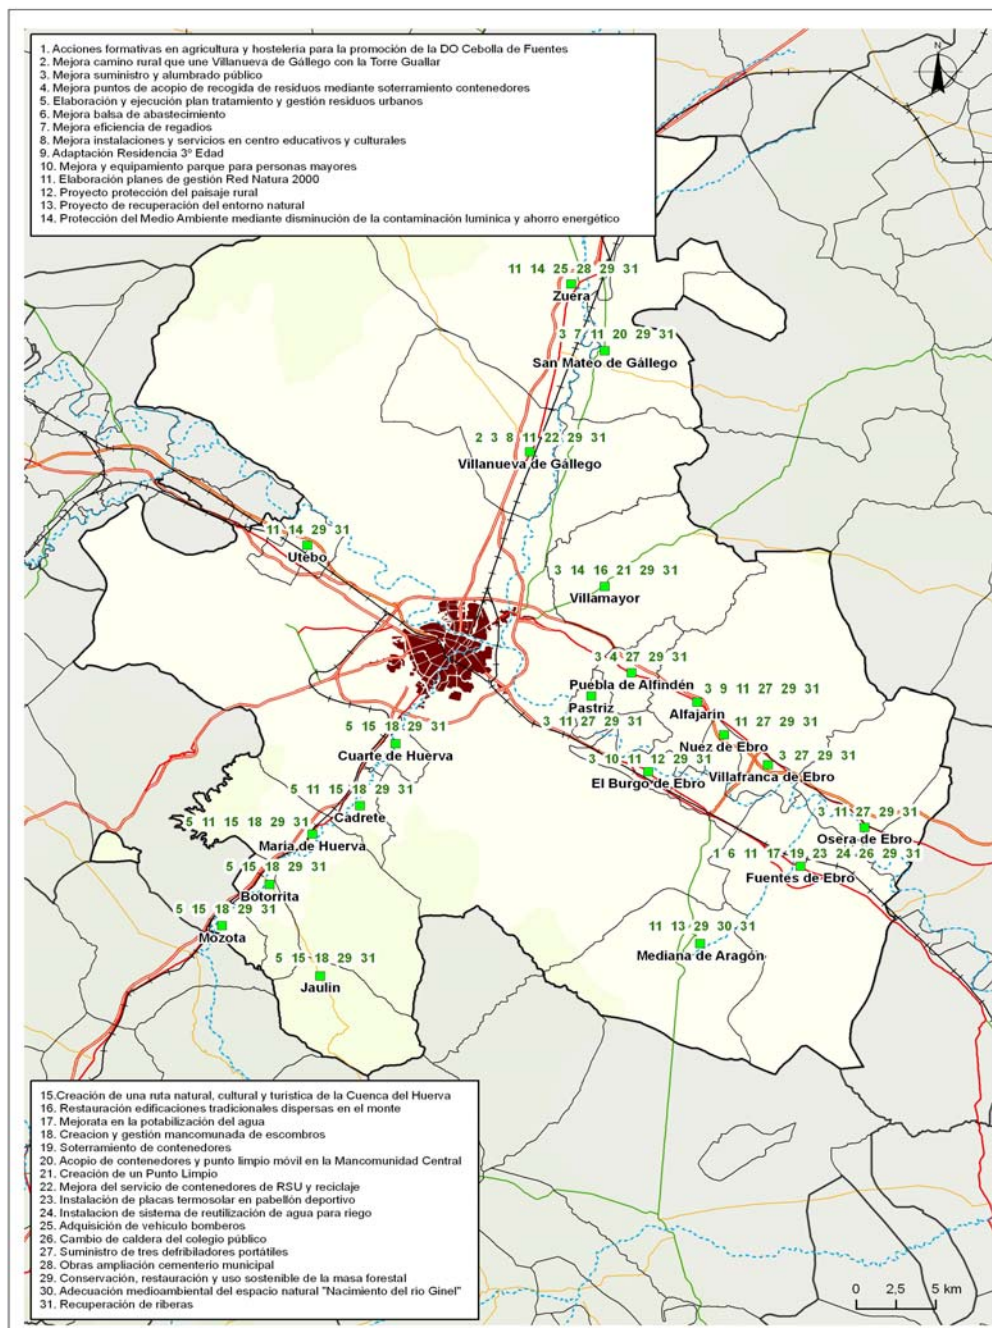 1. Acciones formativas en agricultura y hosteleria para la promoción de la DO Cebolla de Fuentes
2. Mejora camino rural que une Villanueva de Gállego con la Torre Guallar
3. Mejora suministro y alumbrado público
4. Mejora puntos de acopio de recogida de residuos mediante soterramiento contenedores
5. Elaboración y ejecución plan tratamiento y gestión residuos urbanos
6. Mejora balsa de abastecimiento
7. Mejora eficiencia de regadios
8. Mejora instalaciones y servicios en centro educativos y culturales
9. Adaptación Residencia 3º Edad
10. Mejora y equipamiento parque para personas mayores
11. Elaboración planes de gestión Red Natura 2000
12. Proyecto protección del paisaje rural
13. Proyecto de recuperación del entorno natural
14. Protección del Medio Ambiente mediante disminución de la contaminación lumínica y ahorro energético
N
11 14 25 28 29 31
Zuera
3 7 11 20 29 31
San Mateo de Gállego
2 3 8 11 22 29 31
Villanueva de Gállego
11 14 29 31
Utebo
3 14 16 21 29 31
Villamayor
3 4 27 29 31
Puebla de Alfindén
Pastriz
3 9 11 27 29 31
Alfajarín
3 11 27 29 31
11 27 29 31
Nuez de Ebro
5 15 18 29 31
Cuarte de Huerva
3 10 11 12 29 31
El Burgo de Ebro
3 27 29 31
Villafranca de Ebro
5 11 15 18 29 31
Cadrete
5 11 15 18 29 31
María de Huerva
3 11 27 29 31
Osera de Ebro
1 6 11 17 19 23 24 26 29 31
Fuentes de Ebro
5 15 18 29 31
Botorrita
5 15 18 29 31
Mozota
11 13 29 30 31
Mediana de Aragón
5 15 18 29 31
Jaulín
15.Creación de una ruta natural, cultural y turistica de la Cuenca del Huerva
16. Restauración edificaciones tradicionales dispersas en el monte
17. Mejorata en la potabilización del agua
18. Creacion y gestión mancomunada de escombros
19. Soterramiento de contenedores
20. Acopio de contenedores y punto limpio móvil en la Mancomunidad Central
21. Creación de un Punto Limpio
22. Mejora del servicio de contenedores de RSU y reciclaje
23. Instalación de placas termosolar en pabellón deportivo
24. Instalacion de sistema de reutilización de agua para riego
25. Adquisición de vehiculo bomberos
26. Cambio de caldera del colegio público
27. Suministro de tres defribiladores portátiles
28. Obras ampliación cementerio municipal
29. Conservación, restauración y uso sostenible de la masa forestal
30. Adecuación medioambiental del espacio natural "Nacimiento del rio Ginel"
31. Recuperación de riberas
0 2,5 5 km